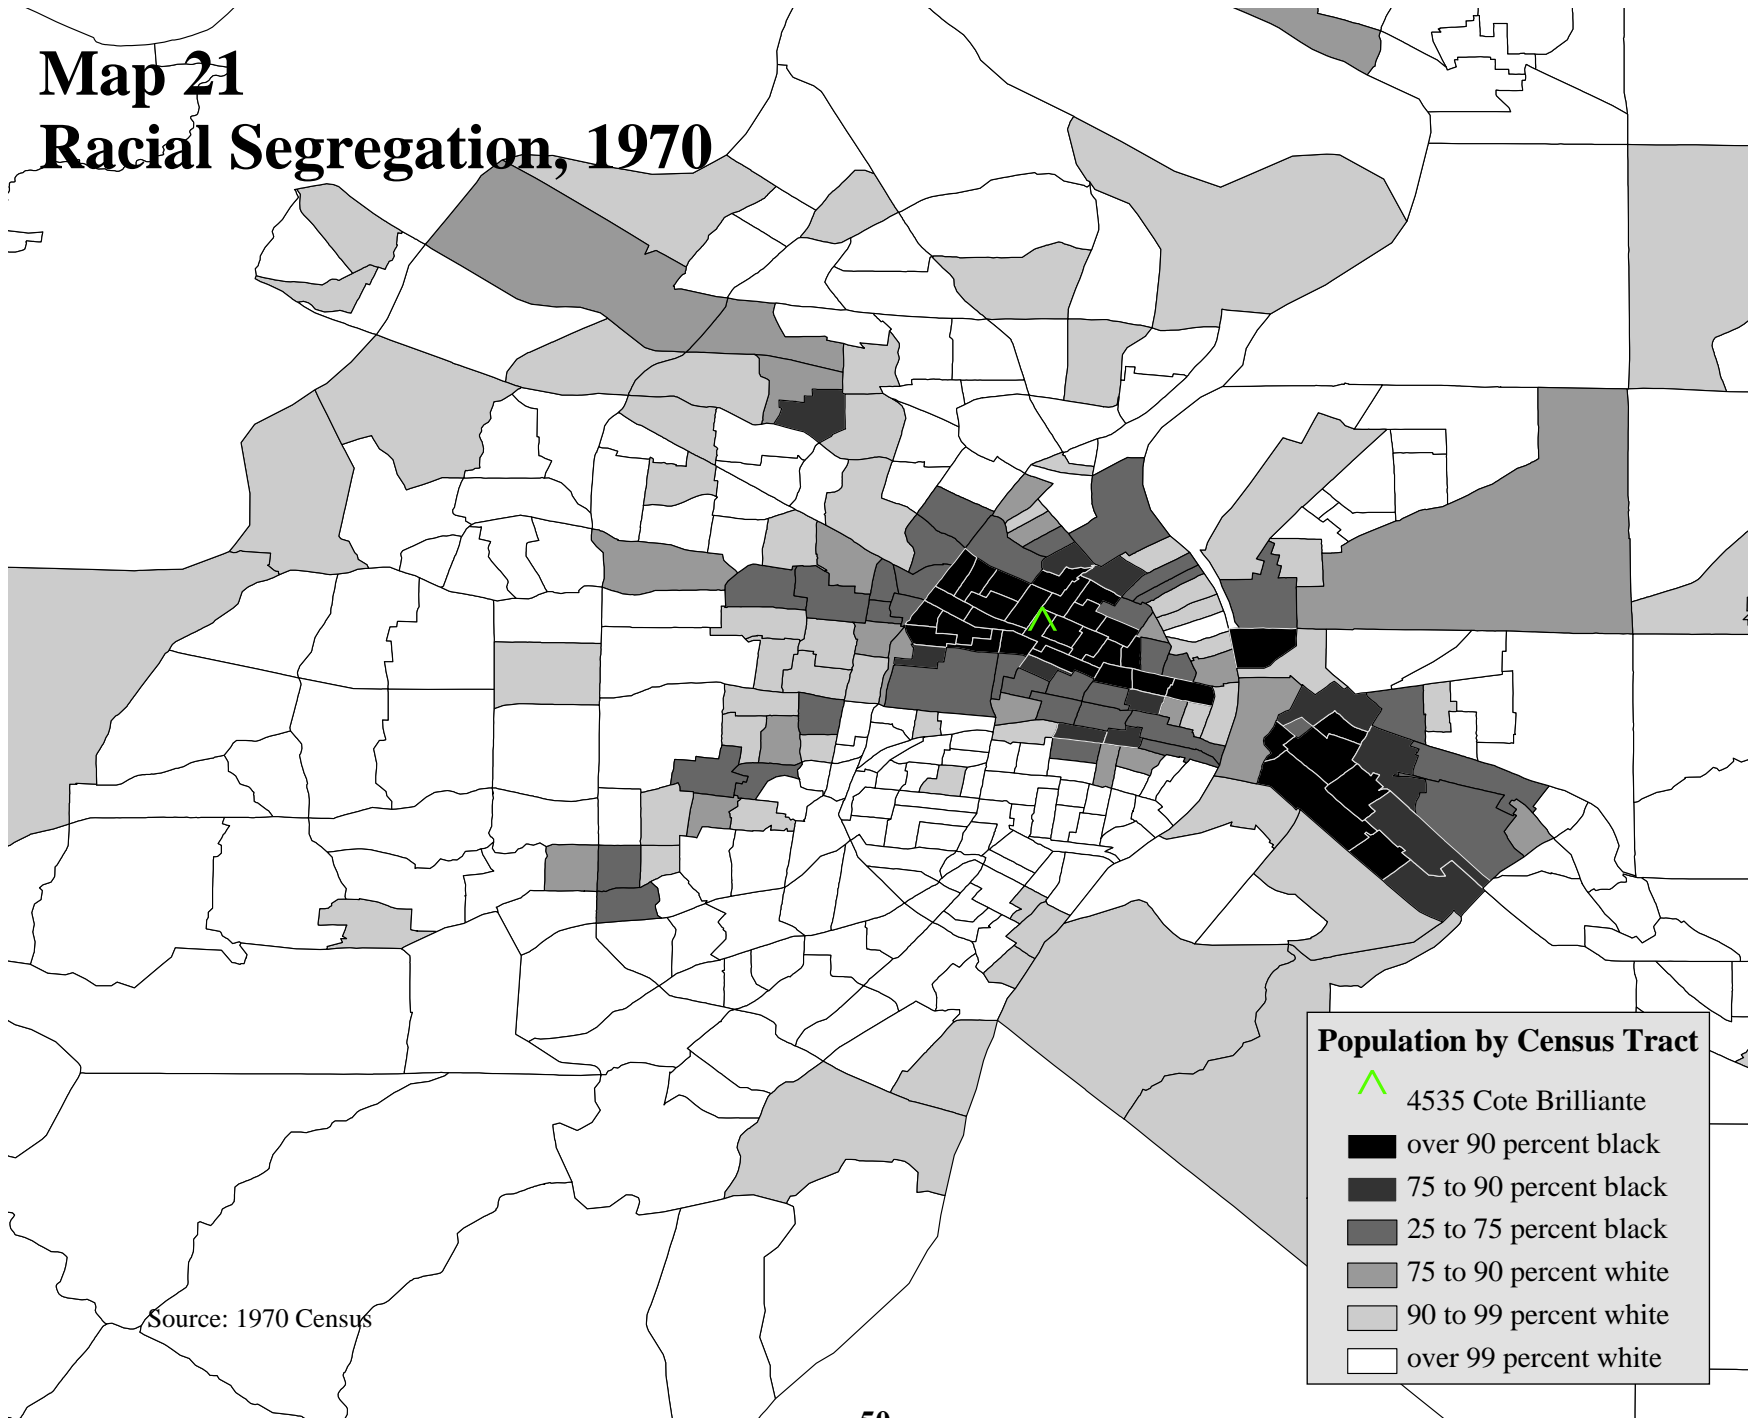 Map 21
Racial Segregation, 1970
Population by Census Tract
4535 Cote Brilliante
over 90 percent black
75 to 90 percent black
25 to 75 percent black
75 to 90 percent white
90 to 99 percent white
over 99 percent white
Source: 1970 Census